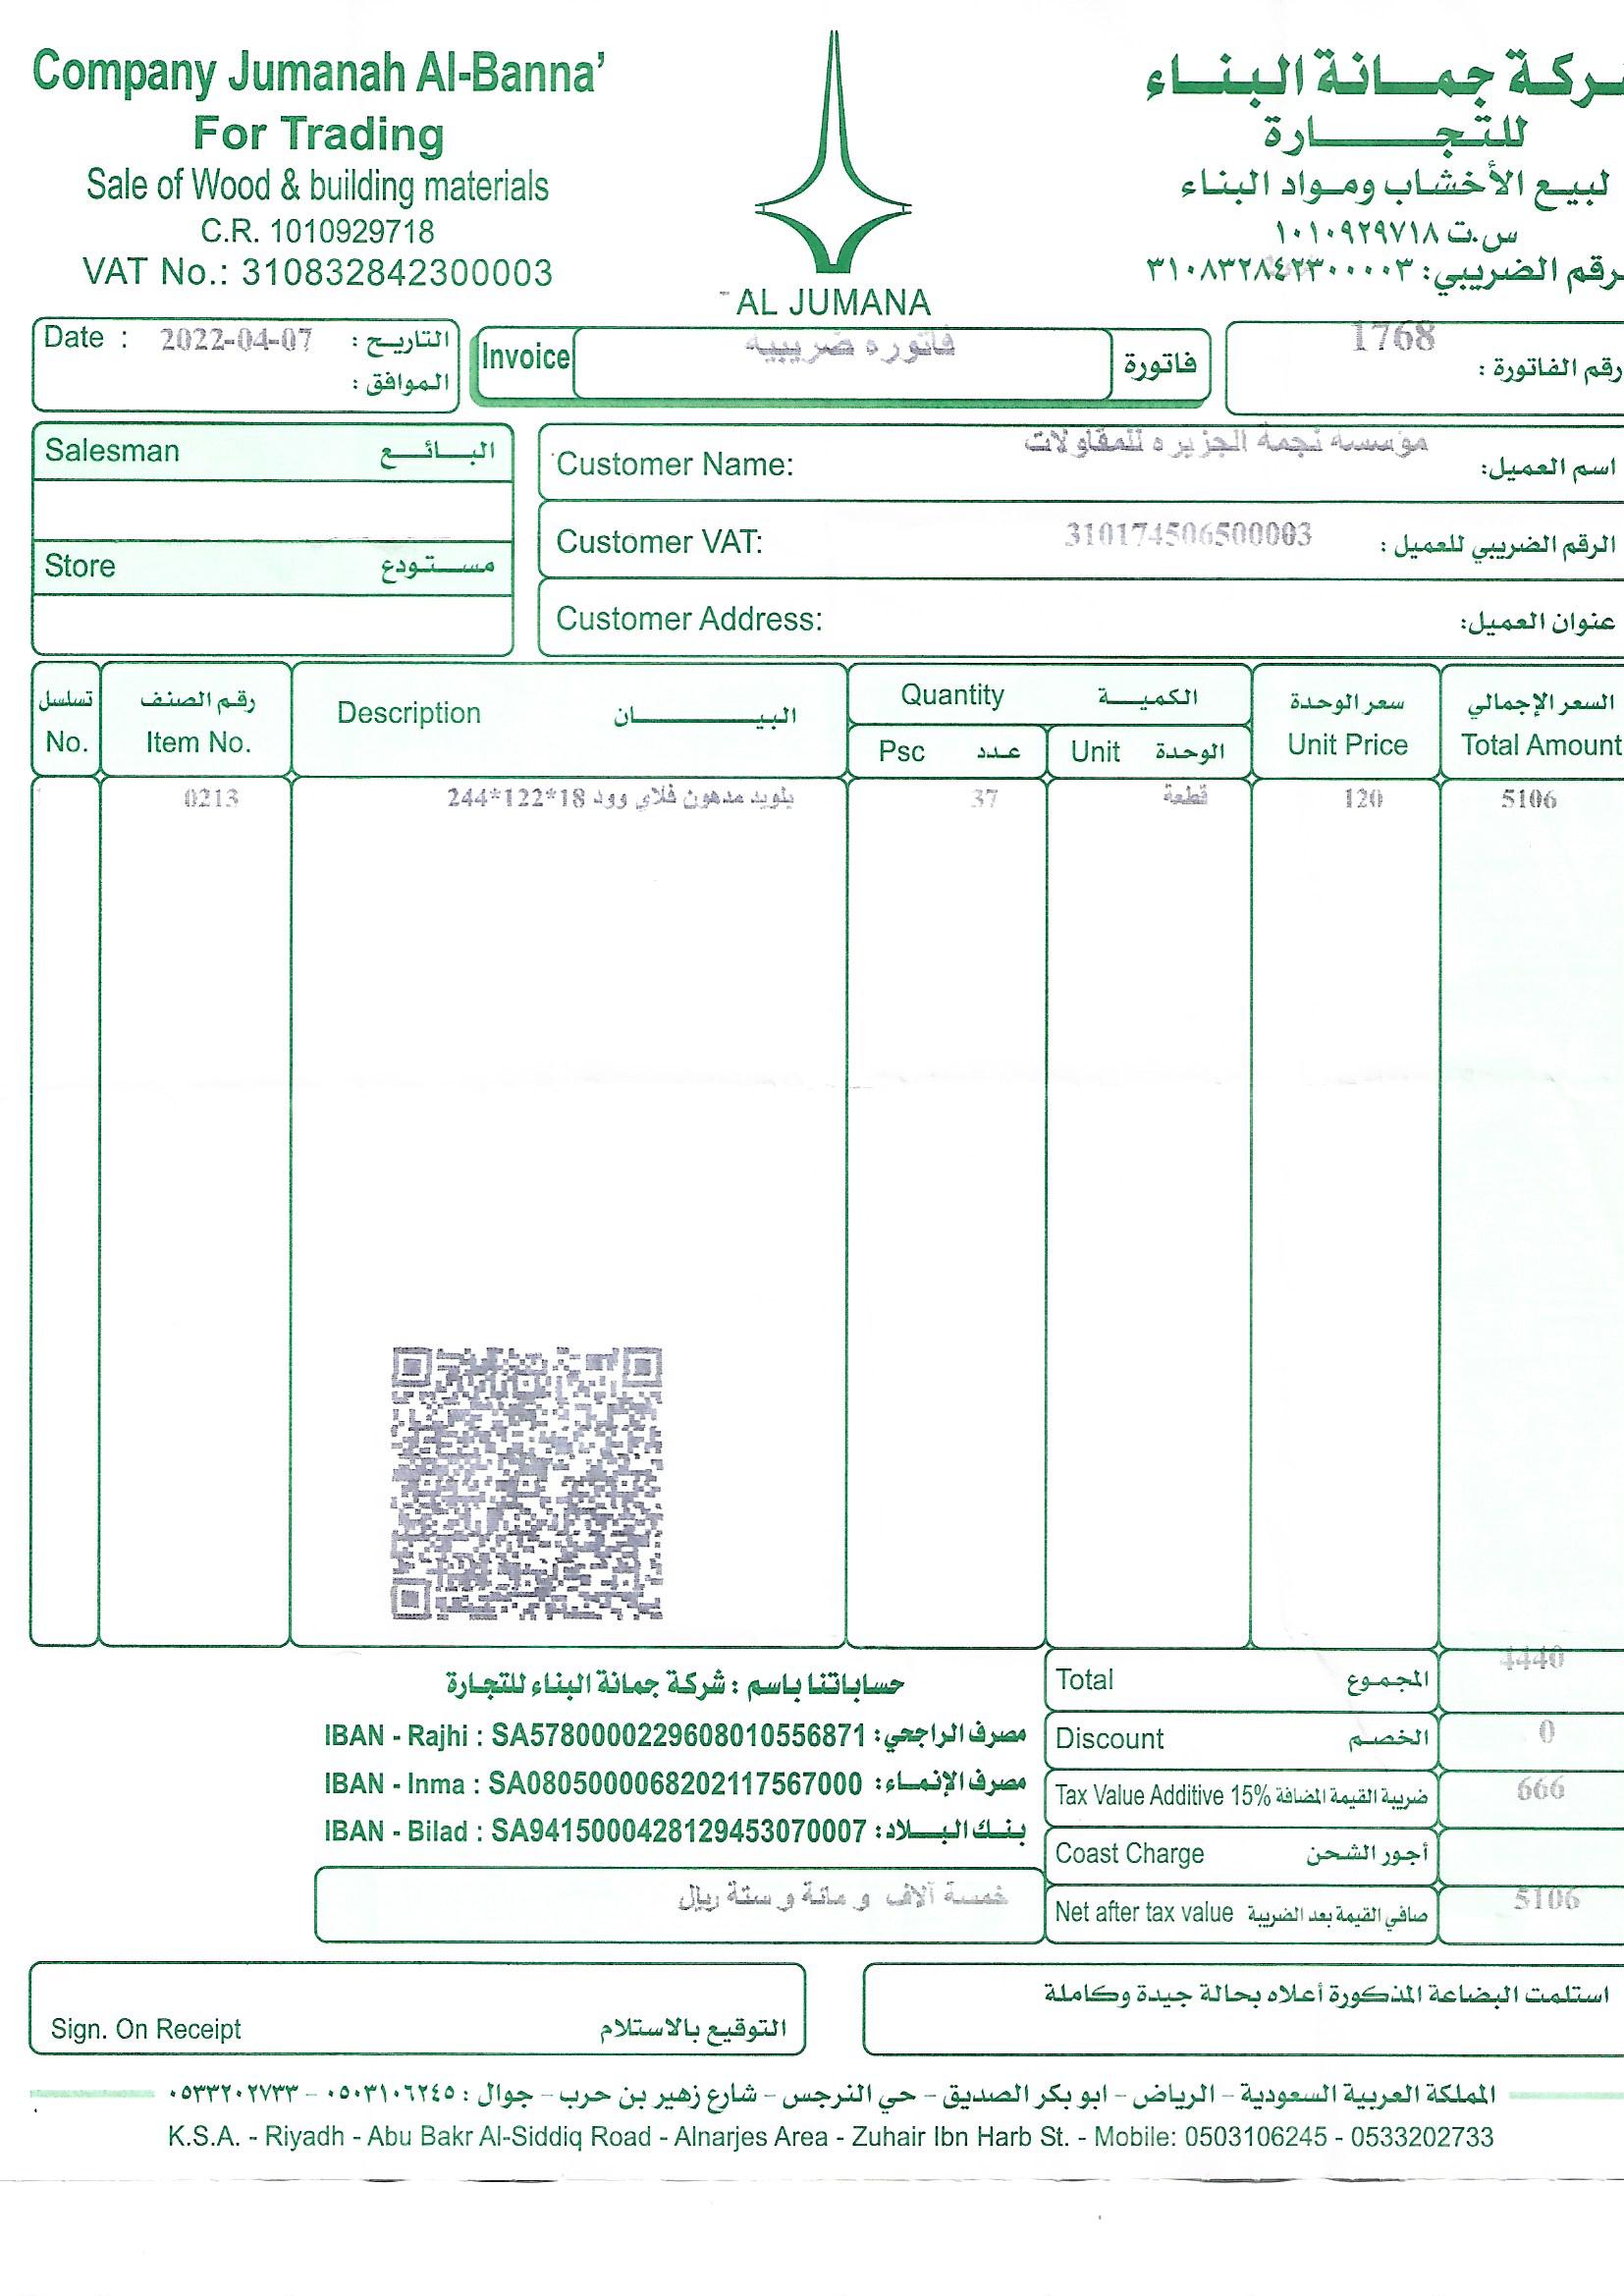 Company Jumanah Al-Banna’
For Trading
Sale of Wood & building materials
C.R. 1010929718
VAT No.: 310832842300003
AL JUMANA
شركة جمانة البناء
للتجارة
لبيع الأخشاب ومواد البناء
س.ت ١٠١٠٩٢٩٧١٨
الرقم الضريبي: ٣١٠٨٣٢٨٤٢٣٠٠٠٠٣
Date : 2022-04-07 التاريخ :
الموافق :
Invoice فاتوره ضريبيه فاتورة
1768 رقم الفاتورة :
Salesman البائع
Store مستودع
Customer Name: مؤسسه نجمة الجزيره للمقاولات اسم العميل:
Customer VAT: 310174506500003 الرقم الضريبي للعميل :
Customer Address: عنوان العميل:
تسلسل No. رقم الصنف Item No. Description البيان Quantity الكمية سعر الوحدة Unit Price السعر الإجمالي Total Amount
Psc عدد Unit الوحدة
0213 بلويد مدهون فلاي وود 18*122*244 37 قطعة 120 5106
Total المجموع 4440
Discount الخصم 0
Tax Value Additive 15% ضريبة القيمة المضافة 666
Coast Charge أجور الشحن
Net after tax value صافي القيمة بعد الضريبة 5106
حساباتنا باسم : شركة جمانة البناء للتجارة
IBAN - Rajhi : SA5780000229608010556871 مصرف الراجحي:
IBAN - Inma : SA0805000068202117567000 مصرف الإنماء:
IBAN - Bilad : SA9415000428129453070007 بنك البلاد:
خمسة آلاف و مائة و ستة ريال
Sign. On Receipt التوقيع بالاستلام
استلمت البضاعة المذكورة أعلاه بحالة جيدة وكاملة
المملكة العربية السعودية - الرياض - ابو بكر الصديق - حي النرجس - شارع زهير بن حرب - جوال : ٠٥٠٣١٠٦٢٤٥ - ٠٥٣٣٢٠٢٧٣٣
K.S.A. - Riyadh - Abu Bakr Al-Siddiq Road - Alnarjes Area - Zuhair Ibn Harb St. - Mobile: 0503106245 - 0533202733